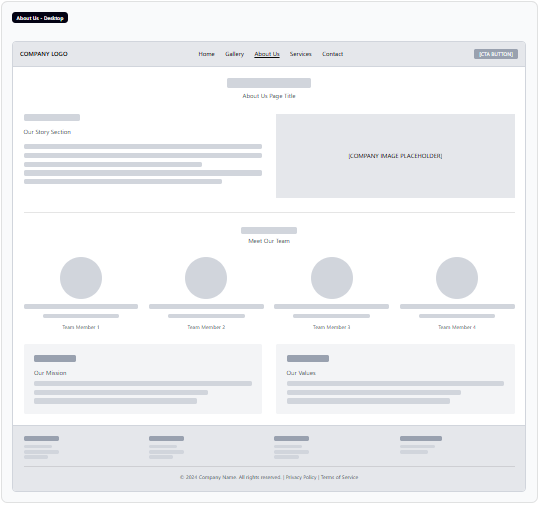 About Us - Desktop
COMPANY LOGO
Home Gallery About Us Services Contact
[CTA BUTTON]
About Us Page Title
Our Story Section
[COMPANY IMAGE PLACEHOLDER]
Meet Our Team
Team Member 1 Team Member 2 Team Member 3 Team Member 4
Our Mission
Our Values
© 2024 Company Name. All rights reserved. | Privacy Policy | Terms of Service